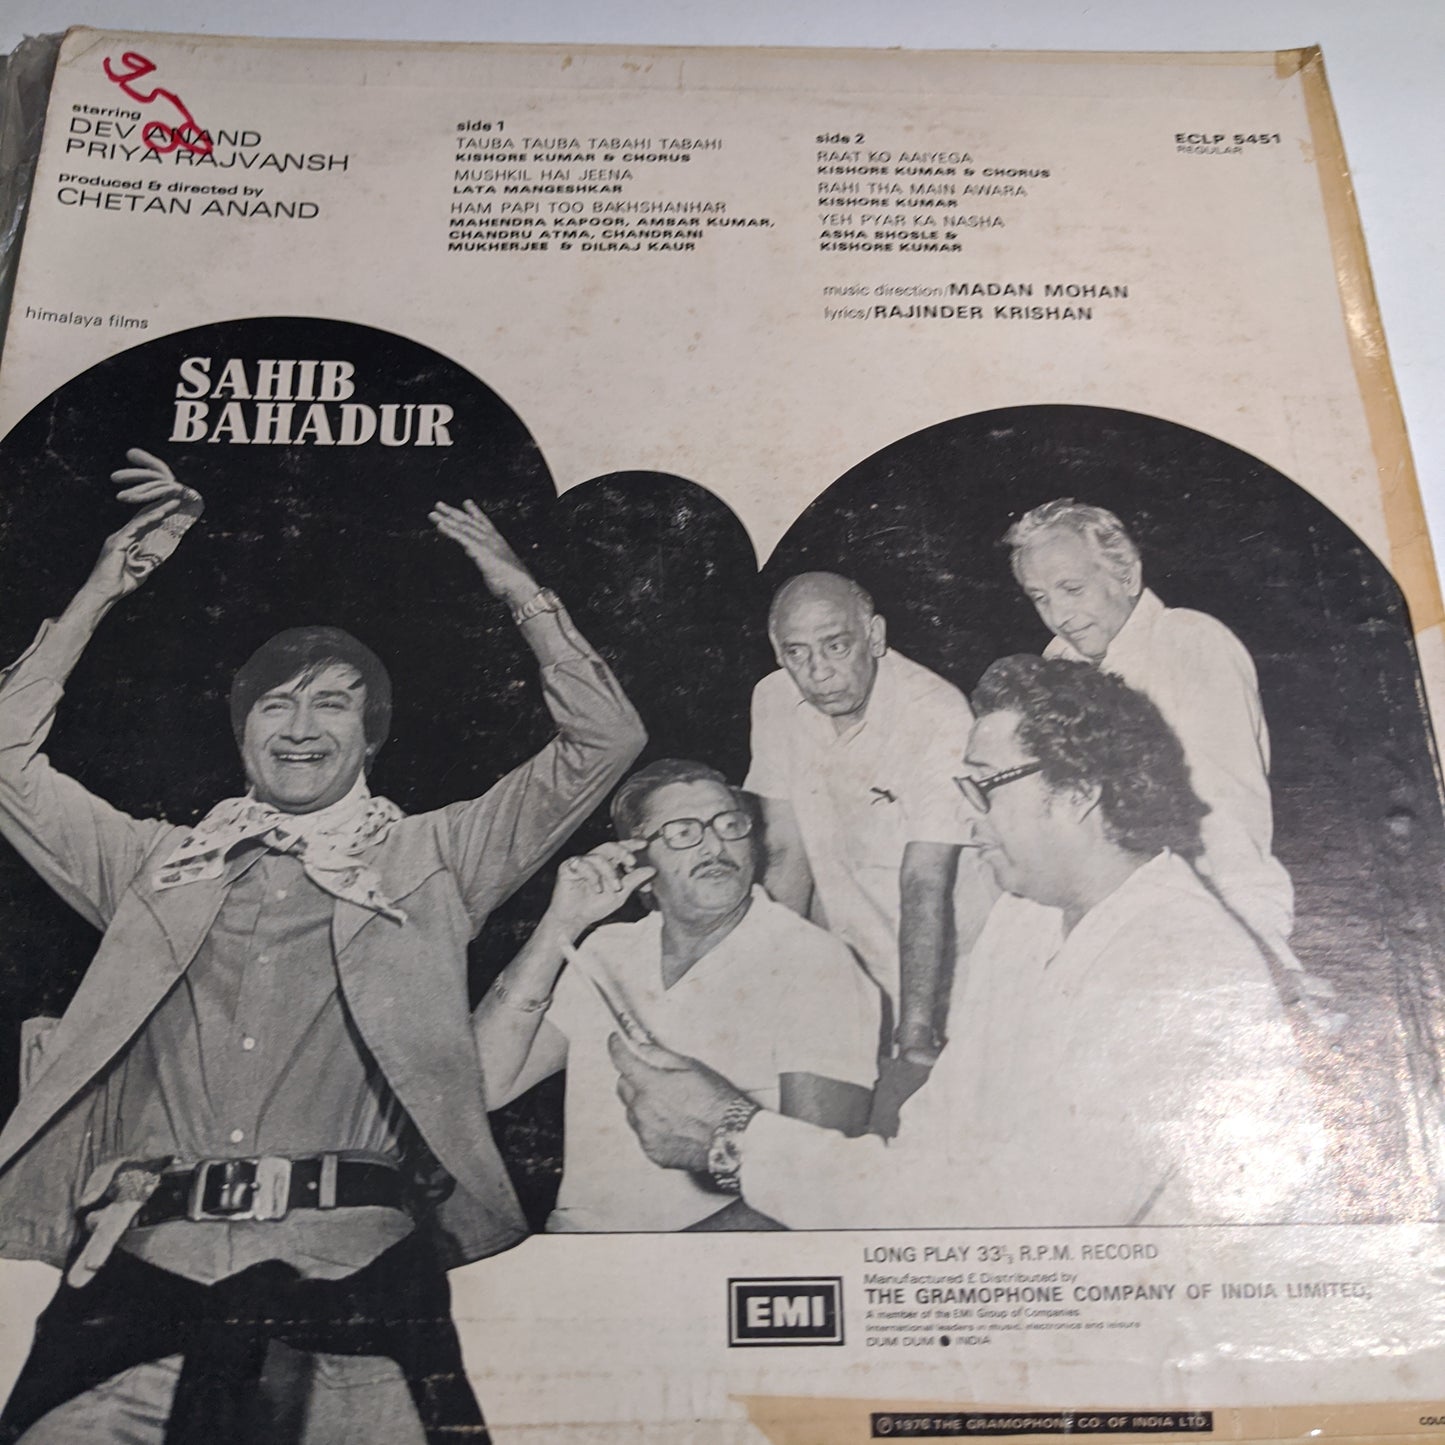 starring
DEV ANAND
PRIYA RAJVANSH
produced & directed by
CHETAN ANAND
himalaya films
side 1
TAUBA TAUBA TABAHI TABAHI
KISHORE KUMAR & CHORUS
MUSHKIL HAI JEENA
LATA MANGESHKAR
HAM PAPI TOO BAKHSHANHAR
MAHENDRA KAPOOR, AMBAR KUMAR,
CHANDRU ATMA, CHANDRANI
MUKHERJEE & DILRAJ KAUR
side 2
RAAT KO AAIYEGA
KISHORE KUMAR & CHORUS
RAHI THA MAIN AWARA
KISHORE KUMAR
YEH PYAR KA NASHA
ASHA BHOSLE &
KISHORE KUMAR
music direction/MADAN MOHAN
lyrics/RAJINDER KRISHAN
ECLP 5451
REGULAR
SAHIB
BAHADUR
LONG PLAY 33⅓ R.P.M. RECORD
Manufactured & Distributed by
THE GRAMOPHONE COMPANY OF INDIA LIMITED,
A member of the EMI Group of Companies
International leaders in music, electronics and leisure
DUM DUM ● INDIA
EMI
Ⓟ 1976 THE GRAMOPHONE CO. OF INDIA LTD.